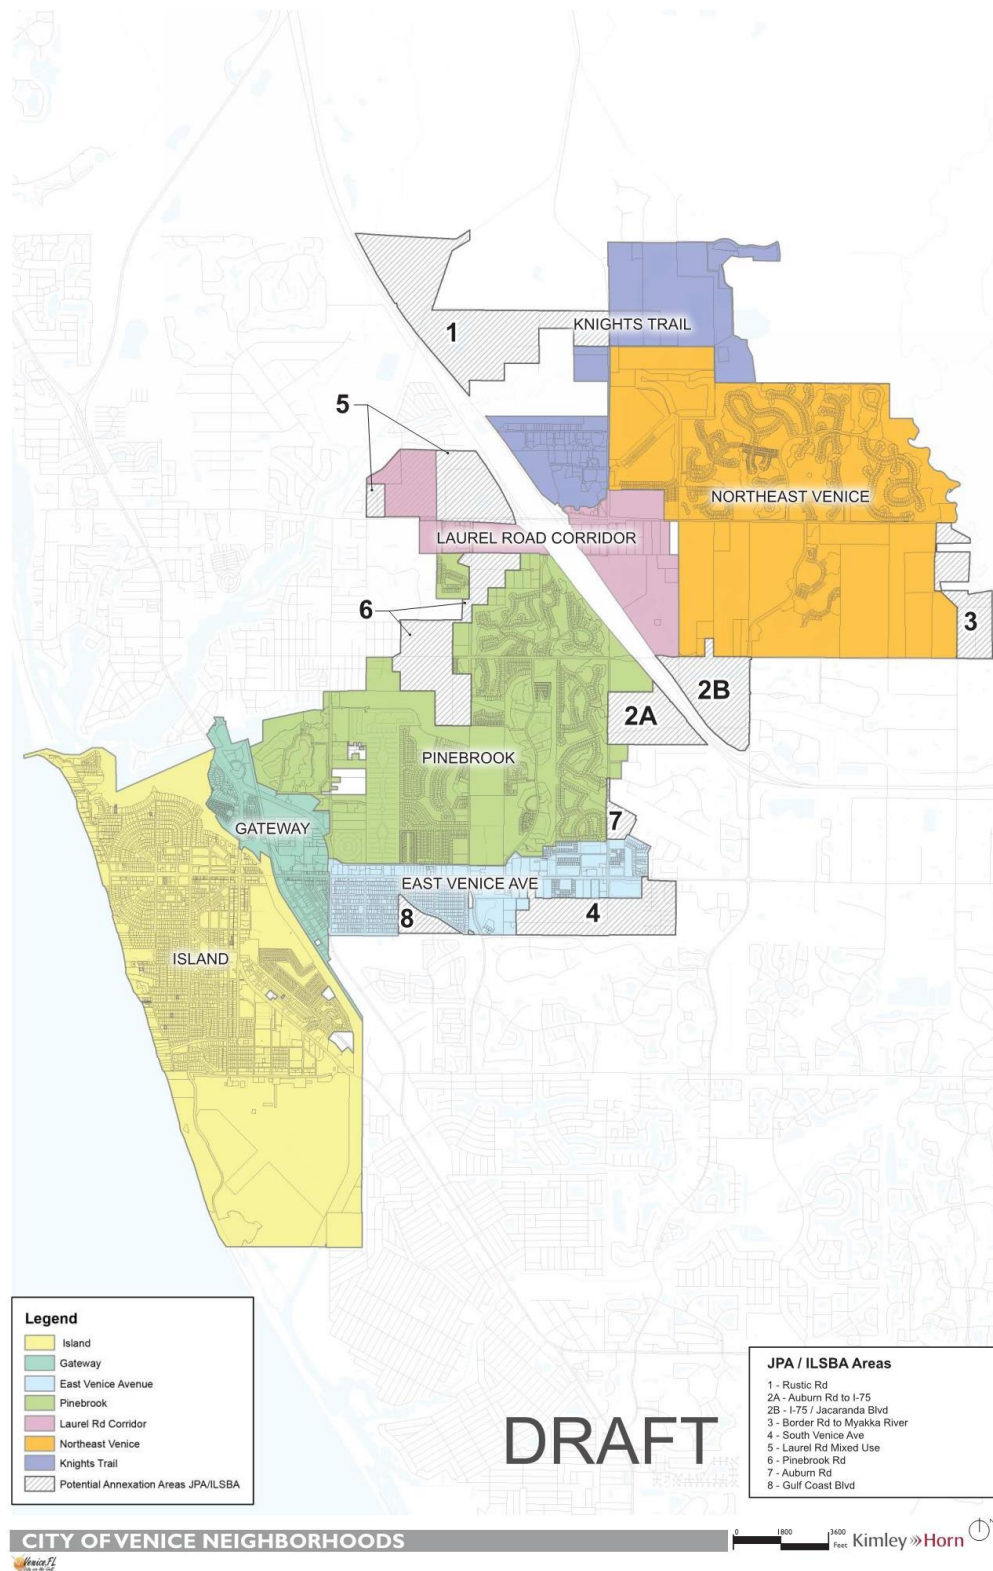 1
KNIGHTS TRAIL
5
NORTHEAST VENICE
LAUREL ROAD CORRIDOR
6
3
2B
2A
PINEBROOK
7
GATEWAY
EAST VENICE AVE
8
4
ISLAND
Legend
Island
Gateway
East Venice Avenue
Pinebrook
Laurel Rd Corridor
Northeast Venice
Knights Trail
Potential Annexation Areas JPA/ILSBA
DRAFT
JPA / ILSBA Areas
1 - Rustic Rd
2A - Auburn Rd to I-75
2B - I-75 / Jacaranda Blvd
3 - Border Rd to Myakka River
4 - South Venice Ave
5 - Laurel Rd Mixed Use
6 - Pinebrook Rd
7 - Auburn Rd
8 - Gulf Coast Blvd
CITY OF VENICE NEIGHBORHOODS
0 1800 3600
Feet
Kimley»Horn
N
Venice, FL